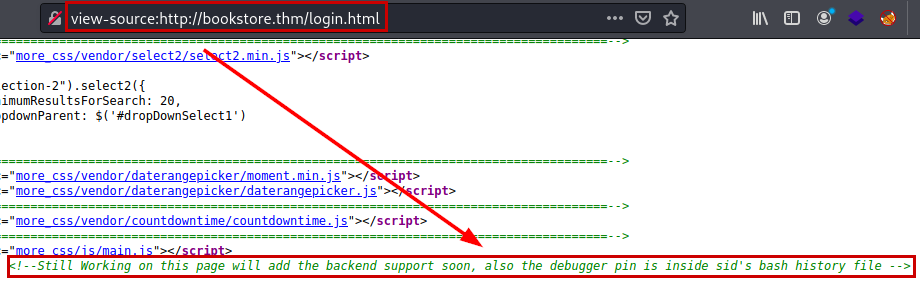 view-source:http://bookstore.thm/login.html
==========================================================================================-->
c="more_css/vendor/select2/select2.min.js"></script>
ection-2").select2({
nimumResultsForSearch: 20,
opdownParent: $('#dropDownSelect1')
==========================================================================================-->
c="more_css/vendor/daterangepicker/moment.min.js"></script>
c="more_css/vendor/daterangepicker/daterangepicker.js"></script>
==========================================================================================-->
c="more_css/vendor/countdowntime/countdowntime.js"></script>
==========================================================================================-->
c="more_css/js/main.js"></script>
<!--Still Working on this page will add the backend support soon, also the debugger pin is inside sid's bash history file -->